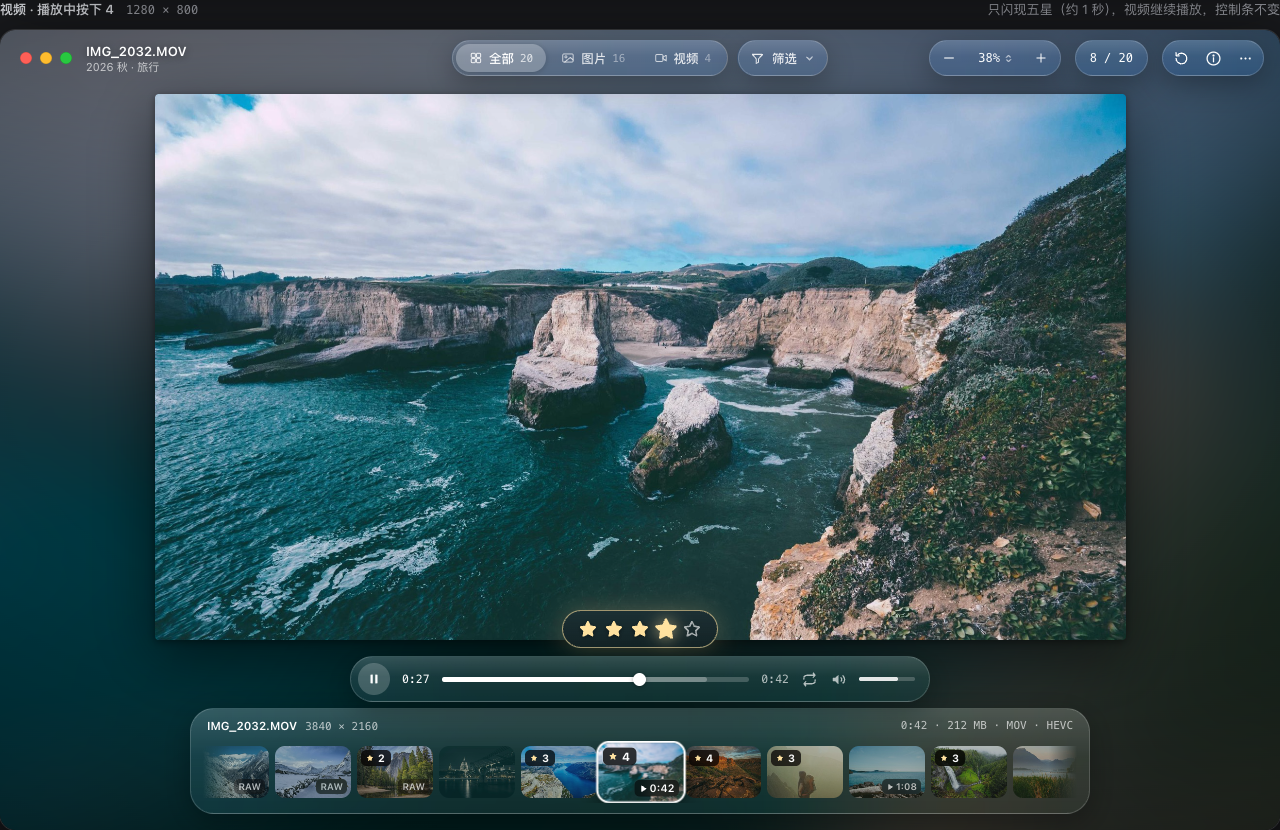 视频 · 播放中按下 4 1280 × 800
只闪现五星（约 1 秒），视频继续播放，控制条不变
IMG_2032.MOV
2026 秋 · 旅行
全部 20 图片 16 视频 4 筛选
38% 8 / 20
0:27 0:42
IMG_2032.MOV 3840 × 2160
0:42 · 212 MB · MOV · HEVC
2 3 4 4 3 3
RAW RAW RAW 0:42 1:08